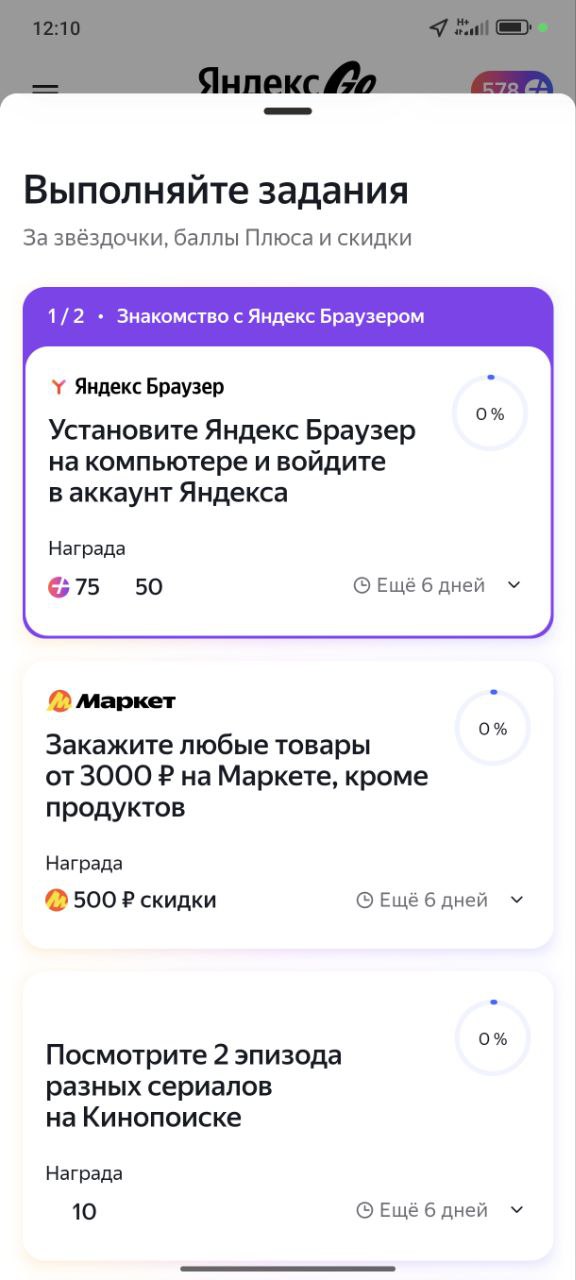 12:10
H+
Яндекс Go
578
Выполняйте задания
За звёздочки, баллы Плюса и скидки
1 / 2 • Знакомство с Яндекс Браузером
Яндекс Браузер
0 %
Установите Яндекс Браузер
на компьютере и войдите
в аккаунт Яндекса
Награда
75 50
Ещё 6 дней
Маркет
0 %
Закажите любые товары
от 3000 ₽ на Маркете, кроме
продуктов
Награда
500 ₽ скидки
Ещё 6 дней
0 %
Посмотрите 2 эпизода
разных сериалов
на Кинопоиске
Награда
10
Ещё 6 дней